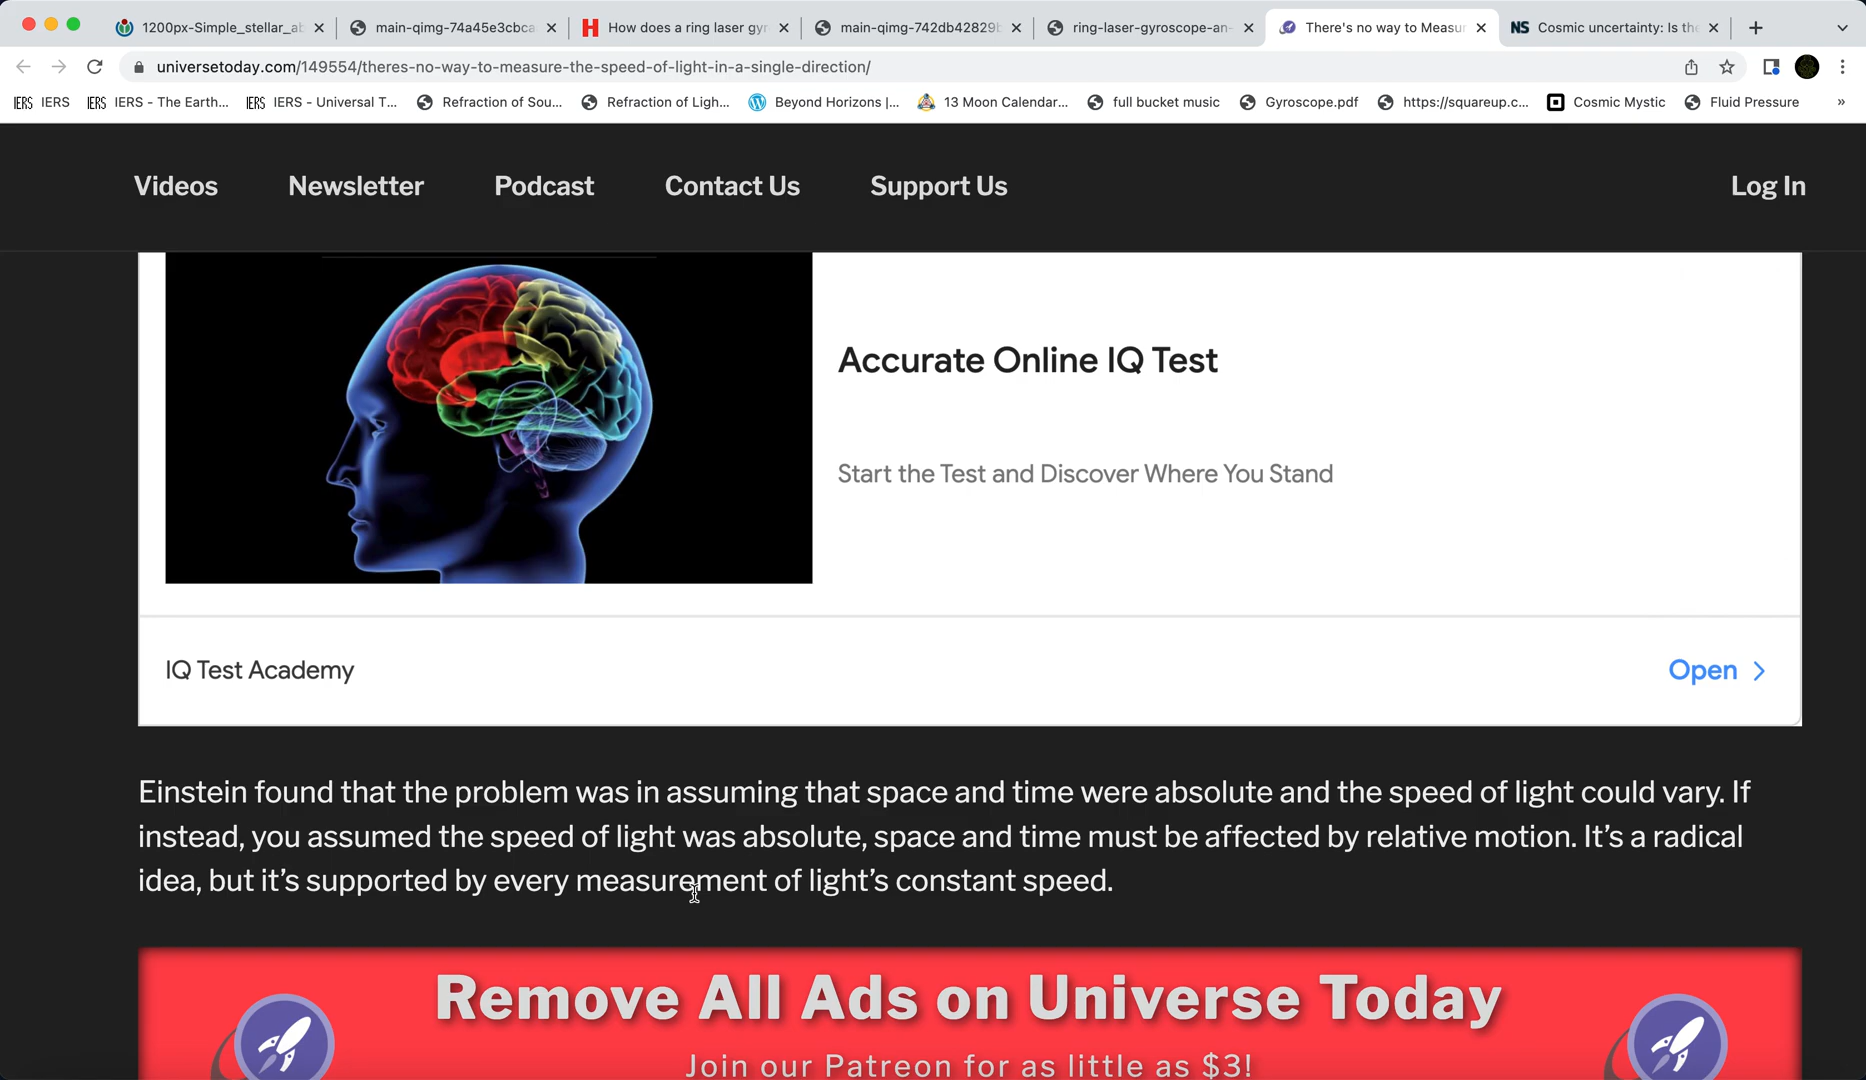 1200px-Simple_stellar_ab
main-qimg-74a45e3cbca
How does a ring laser gyr
main-qimg-742db42829b
ring-laser-gyroscope-an-
There's no way to Measur
NS Cosmic uncertainty: Is the
universetoday.com/149554/theres-no-way-to-measure-the-speed-of-light-in-a-single-direction/
IERS IERS IERS IERS - The Earth... IERS IERS - Universal T... Refraction of Sou... Refraction of Ligh... Beyond Horizons |... 13 Moon Calendar... full bucket music Gyroscope.pdf https://squareup.c... Cosmic Mystic Fluid Pressure »
Videos Newsletter Podcast Contact Us Support Us Log In
Accurate Online IQ Test
Start the Test and Discover Where You Stand
IQ Test Academy Open
Einstein found that the problem was in assuming that space and time were absolute and the speed of light could vary. If
instead, you assumed the speed of light was absolute, space and time must be affected by relative motion. It's a radical
idea, but it's supported by every measurement of light's constant speed.
Remove All Ads on Universe Today
Join our Patreon for as little as $3!